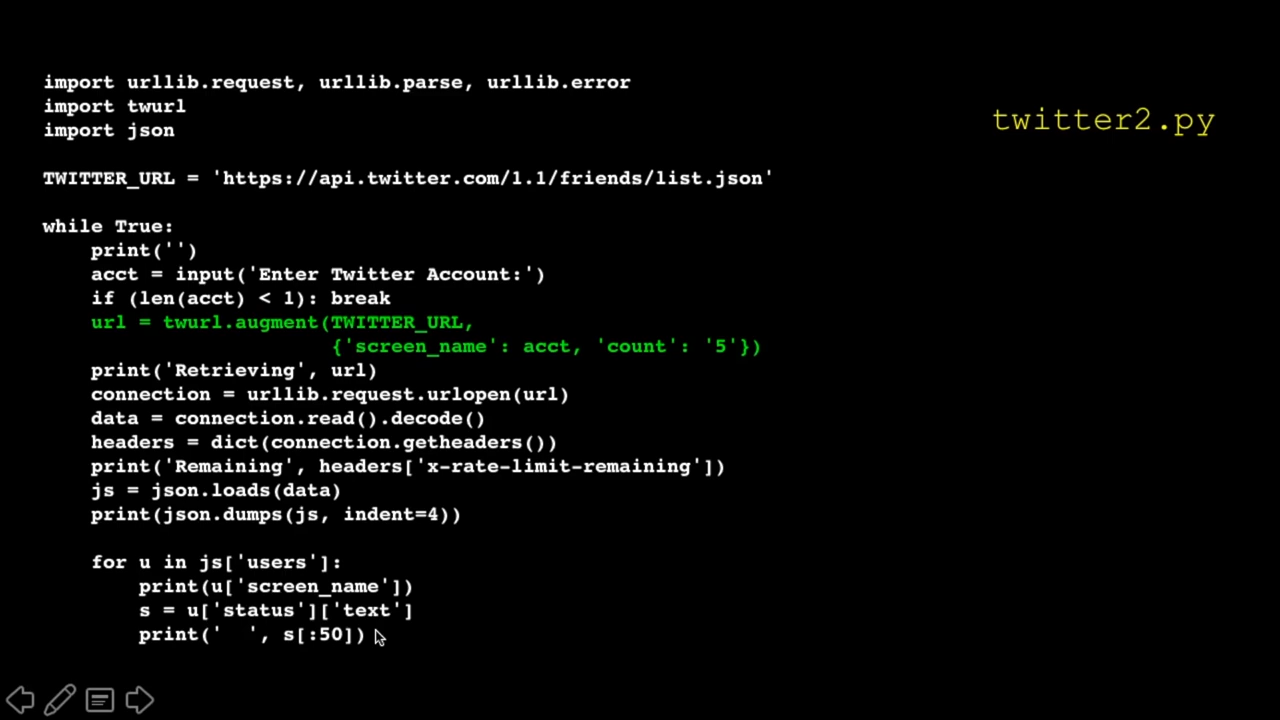 import urllib.request, urllib.parse, urllib.error
import twurl
import json
twitter2.py
TWITTER_URL = 'https://api.twitter.com/1.1/friends/list.json'
while True:
    print('')
    acct = input('Enter Twitter Account:')
    if (len(acct) < 1): break
    url = twurl.augment(TWITTER_URL,
                        {'screen_name': acct, 'count': '5'})
    print('Retrieving', url)
    connection = urllib.request.urlopen(url)
    data = connection.read().decode()
    headers = dict(connection.getheaders())
    print('Remaining', headers['x-rate-limit-remaining'])
    js = json.loads(data)
    print(json.dumps(js, indent=4))
    for u in js['users']:
        print(u['screen_name'])
        s = u['status']['text']
        print('  ', s[:50])